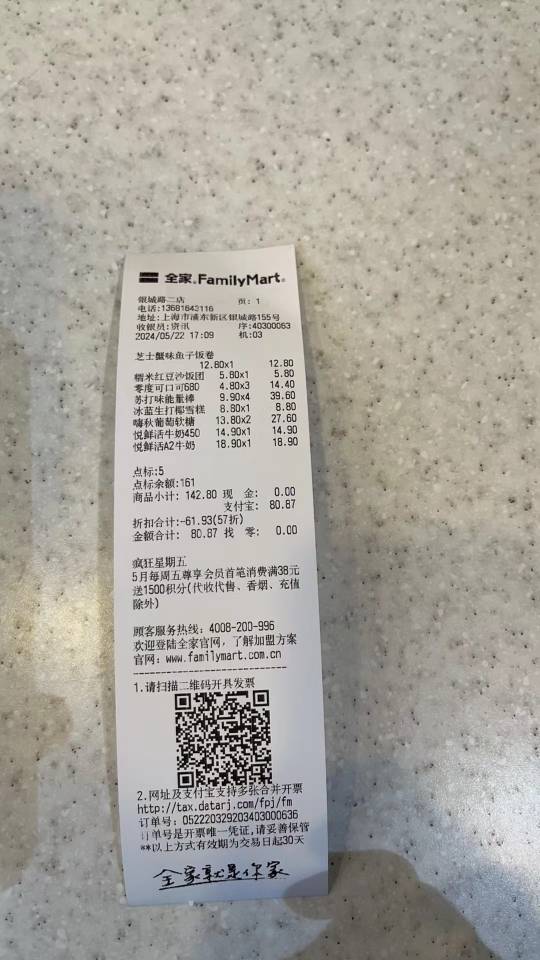 全家 FamilyMart
银城路二店 页: 1
电话:13681643116
地址:上海市浦东新区银城路155号
收银员:资讯 序:40300063
2024/05/22 17:09 机:03
芝士蟹味鱼子饭卷
12.80x1 12.80
糯米红豆沙饭团 5.80x1 5.80
零度可口可680 4.80x3 14.40
苏打味能量棒 9.90x4 39.60
冰蓝生打椰雪糕 8.80x1 8.80
嗨秋葡萄软糖 13.80x2 27.60
悦鲜活牛奶450 14.90x1 14.90
悦鲜活A2牛奶 18.90x1 18.90
点标:5
点标余额:161
商品小计: 142.80 现 金: 0.00
支付宝: 80.87
折扣合计:-61.93(57折)
金额合计: 80.87 找 零: 0.00
疯狂星期五
5月每周五尊享会员首笔消费满38元
送1500积分(代收代售、香烟、充值
除外)
顾客服务热线: 4008-200-996
欢迎登陆全家官网, 了解加盟方案
官网: www.familymart.com.cn
1.请扫描二维码开具发票
2.网址及支付宝支持多张合并开票
http://tax.datarj.com/fpj/fm
订单号: 052220329203403000636
订单号是开票唯一凭证,请妥善保管
**以上方式有效期为交易日起30天
全家就是你家